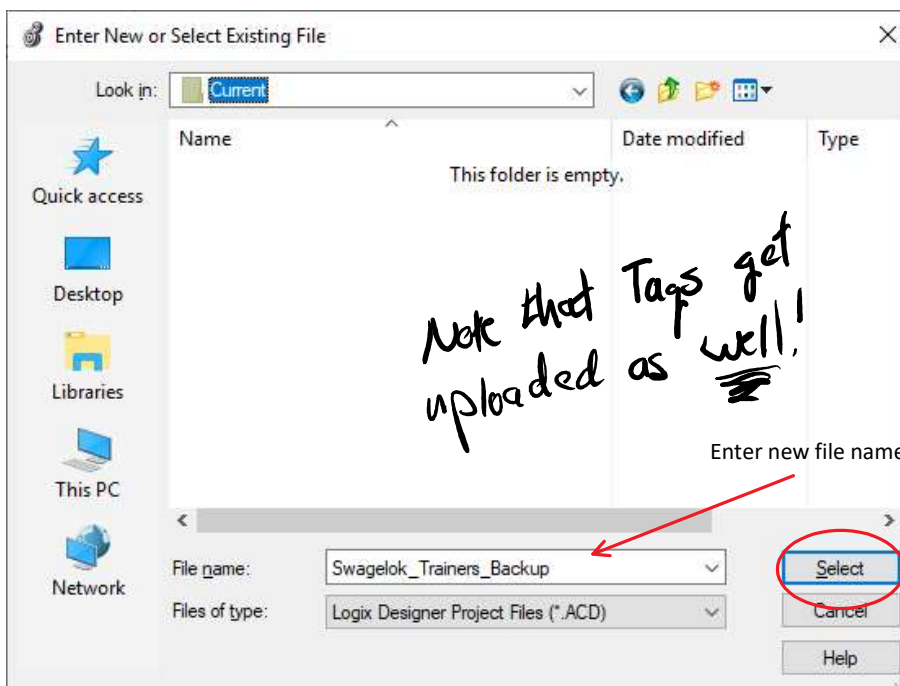 Enter New or Select Existing File
Look in:
Current
Name
Date modified
Type
This folder is empty.
Quick access
Desktop
Libraries
This PC
Network
Note that Tags get
uploaded as well!
Enter new file name
File name:
Swagelok_Trainers_Backup
Select
Files of type:
Logix Designer Project Files (*.ACD)
Cancel
Help